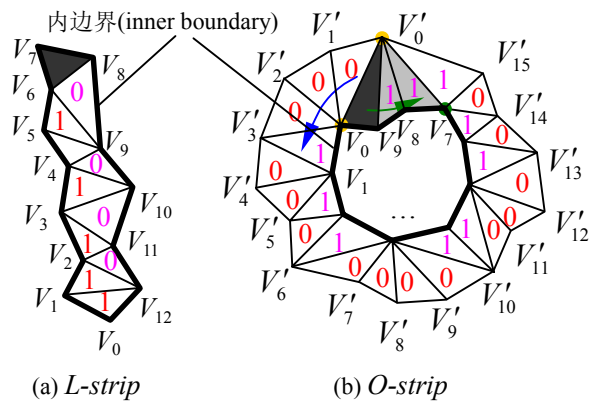 内边界(inner boundary)
V7
V8
V6
0
V5
1
V9
V4
0
1
V10
V3
0
V11
1
V2
0
1
V1
1
V12
V0
(a) L-strip
V′0
V′1
V′2
V′15
0
0
0
1
1
1
0
V′14
V′3
0
V0
V9
V8
V7
1
1
V′13
0
1
V1
0
V′4
0
1
0
V′12
V′5
0
…
1
0
V′11
1
1
0
V′6
0
0
0
0
V′10
V′7
V′8
V′9
(b) O-strip